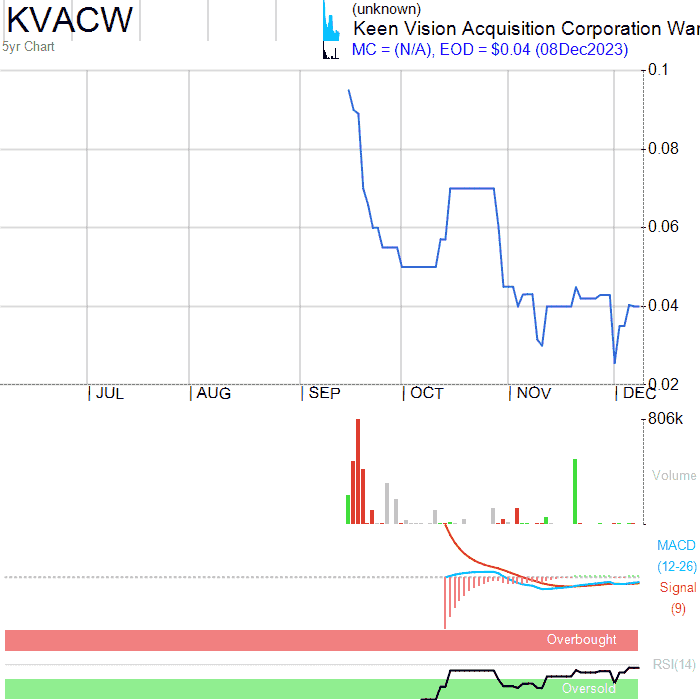 KVACW
(unknown)
Keen Vision Acquisition Corporation War
5yr Chart
MC = (N/A), EOD = $0.04 (08Dec2023)
0.1
0.08
0.06
0.04
0.02
JUL AUG SEP OCT NOV DEC
806k
Volume
MACD
(12-26)
Signal
(9)
Overbought
RSI(14)
Oversold